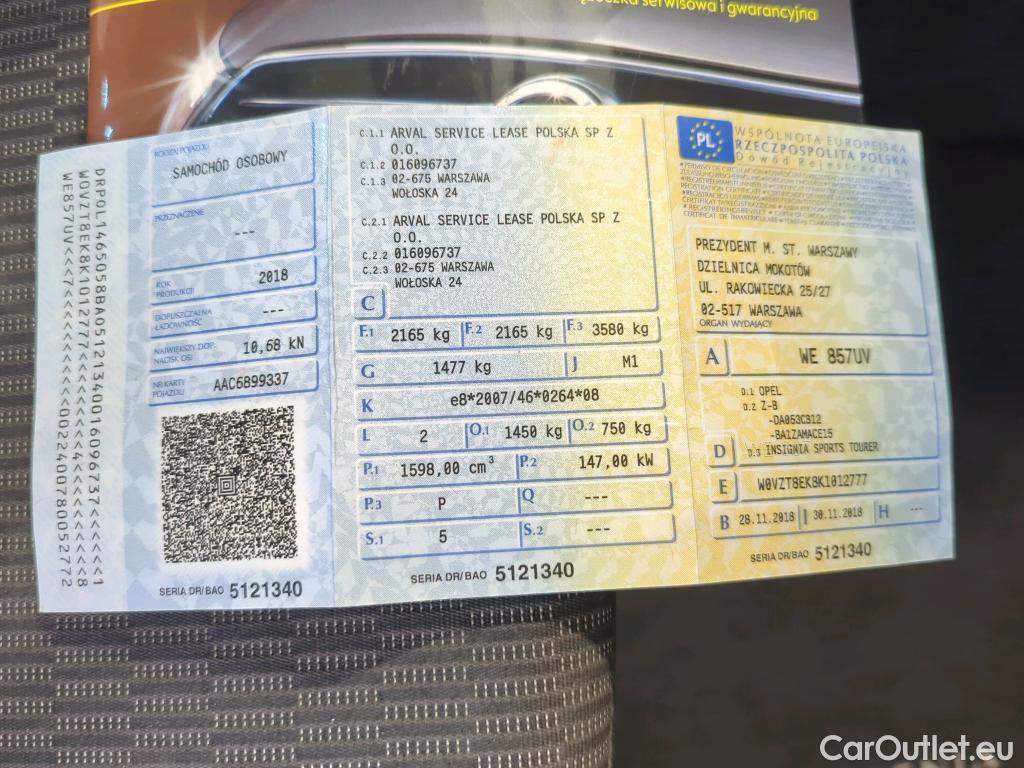 serwisowa i gwarancyjna
DRPOL1465058BAO5121340016096737<<<<<1
W0VZT8EK8K1012777<<<<<<<<<<<<<<<<<<<8
RODZAJ POJAZDU
SAMOCHÓD OSOBOWY
PRZEZNACZENIE
---
ROK
PRODUKCJI
2018
DOPUSZCZALNA
ŁADOWNOŚĆ
---
NAJWIĘKSZY DOP.
NACISK OSI
10,68 kN
NR KARTY
POJAZDU
AAC6899337
SERIA DR/BAO 5121340
C.1.1 ARVAL SERVICE LEASE POLSKA SP Z
O.O.
C.1.2 016096737
C.1.3 02-675 WARSZAWA
WOŁOSKA 24
C.2.1 ARVAL SERVICE LEASE POLSKA SP Z
O.O.
C.2.2 016096737
C.2.3 02-675 WARSZAWA
WOŁOSKA 24
C
F.1 2165 kg F.2 2165 kg F.3 3580 kg
G 1477 kg J M1
K e8*2007/46*0264*08
L 2 O.1 1450 kg O.2 750 kg
P.1 1598,00 cm³ P.2 147,00 kW
P.3 P Q ---
S.1 5 S.2 ---
SERIA DR/BAO 5121340
PL
WSPÓLNOTA EUROPEJSKA
RZECZPOSPOLITA POLSKA
Dowód Rejestracyjny
PREZYDENT M. ST. WARSZAWY
DZIELNICA MOKOTÓW
UL. RAKOWIECKA 25/27
02-517 WARSZAWA
ORGAN WYDAJĄCY
A WE 857UV
D.1 OPEL
D.2 Z-B
-DA063CB12
-BA1ZAMACE15
D D.3 INSIGNIA SPORTS TOURER
E W0VZT8EK8K1012777
B 28.11.2018 I 30.11.2018 H ---
SERIA DR/BAO 5121340
CarOutlet.eu